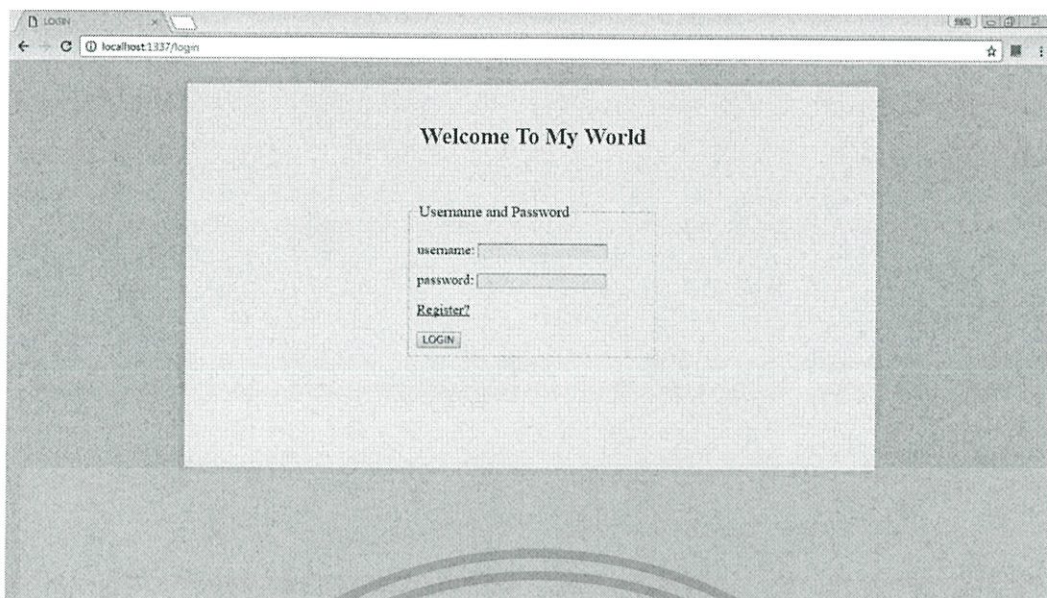 LOGIN
localhost:1337/login
Welcome To My World
Username and Password
username:
password:
Register?
LOGIN